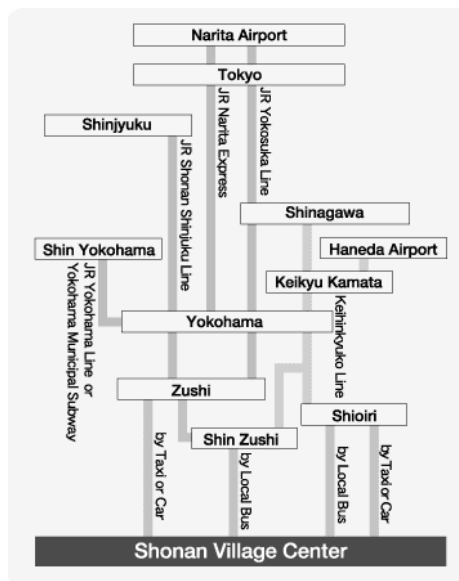 Narita Airport
Tokyo
Shinjyuku
JR Shonan Shinjuku Line
JR Narita Express
JR Yokosuka Line
Shinagawa
Shin Yokohama
Haneda Airport
JR Yokohama Line or
Yokohama Municipal Subway
Keikyu Kamata
Keihinkyuko Line
Yokohama
Zushi
Shioiri
Shin Zushi
by Taxi or Car
by Local Bus
by Local Bus
by Taxi or Car
Shonan Village Center